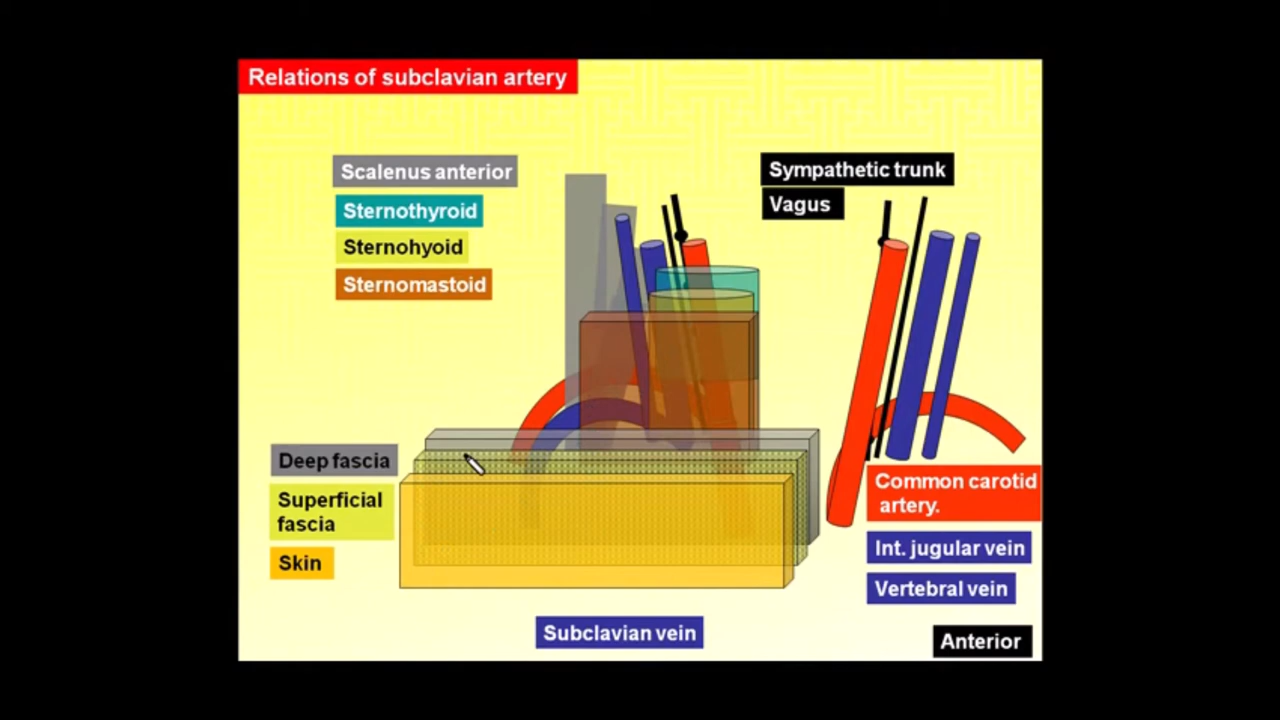 Relations of subclavian artery
Scalenus anterior
Sternothyroid
Sternohyoid
Sternomastoid
Sympathetic trunk
Vagus
Deep fascia
Superficial
fascia
Skin
Common carotid
artery.
Int. jugular vein
Vertebral vein
Subclavian vein
Anterior